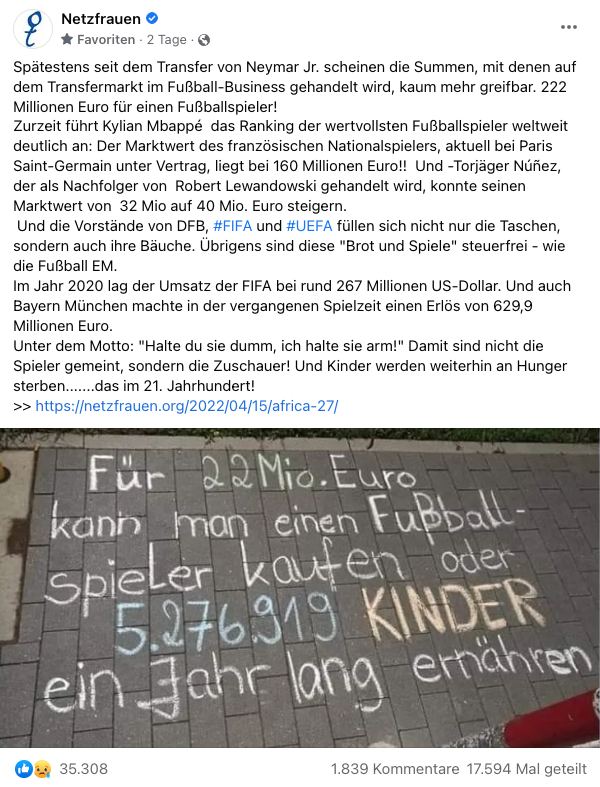 Netzfrauen
Favoriten · 2 Tage ·
Spätestens seit dem Transfer von Neymar Jr. scheinen die Summen, mit denen auf
dem Transfermarkt im Fußball-Business gehandelt wird, kaum mehr greifbar. 222
Millionen Euro für einen Fußballspieler!
Zurzeit führt Kylian Mbappé das Ranking der wertvollsten Fußballspieler weltweit
deutlich an: Der Marktwert des französischen Nationalspielers, aktuell bei Paris
Saint-Germain unter Vertrag, liegt bei 160 Millionen Euro!! Und -Torjäger Núñez,
der als Nachfolger von Robert Lewandowski gehandelt wird, konnte seinen
Marktwert von 32 Mio auf 40 Mio. Euro steigern.
Und die Vorstände von DFB, #FIFA und #UEFA füllen sich nicht nur die Taschen,
sondern auch ihre Bäuche. Übrigens sind diese "Brot und Spiele" steuerfrei - wie
die Fußball EM.
Im Jahr 2020 lag der Umsatz der FIFA bei rund 267 Millionen US-Dollar. Und auch
Bayern München machte in der vergangenen Spielzeit einen Erlös von 629,9
Millionen Euro.
Unter dem Motto: "Halte du sie dumm, ich halte sie arm!" Damit sind nicht die
Spieler gemeint, sondern die Zuschauer! Und Kinder werden weiterhin an Hunger
sterben.......das im 21. Jahrhundert!
>> https://netzfrauen.org/2022/04/15/africa-27/
Für 22 Mio. Euro
kann man einen Fußball-
spieler kaufen oder
5.276.919 KINDER
ein Jahr lang ernähren
35.308
1.839 Kommentare 17.594 Mal geteilt